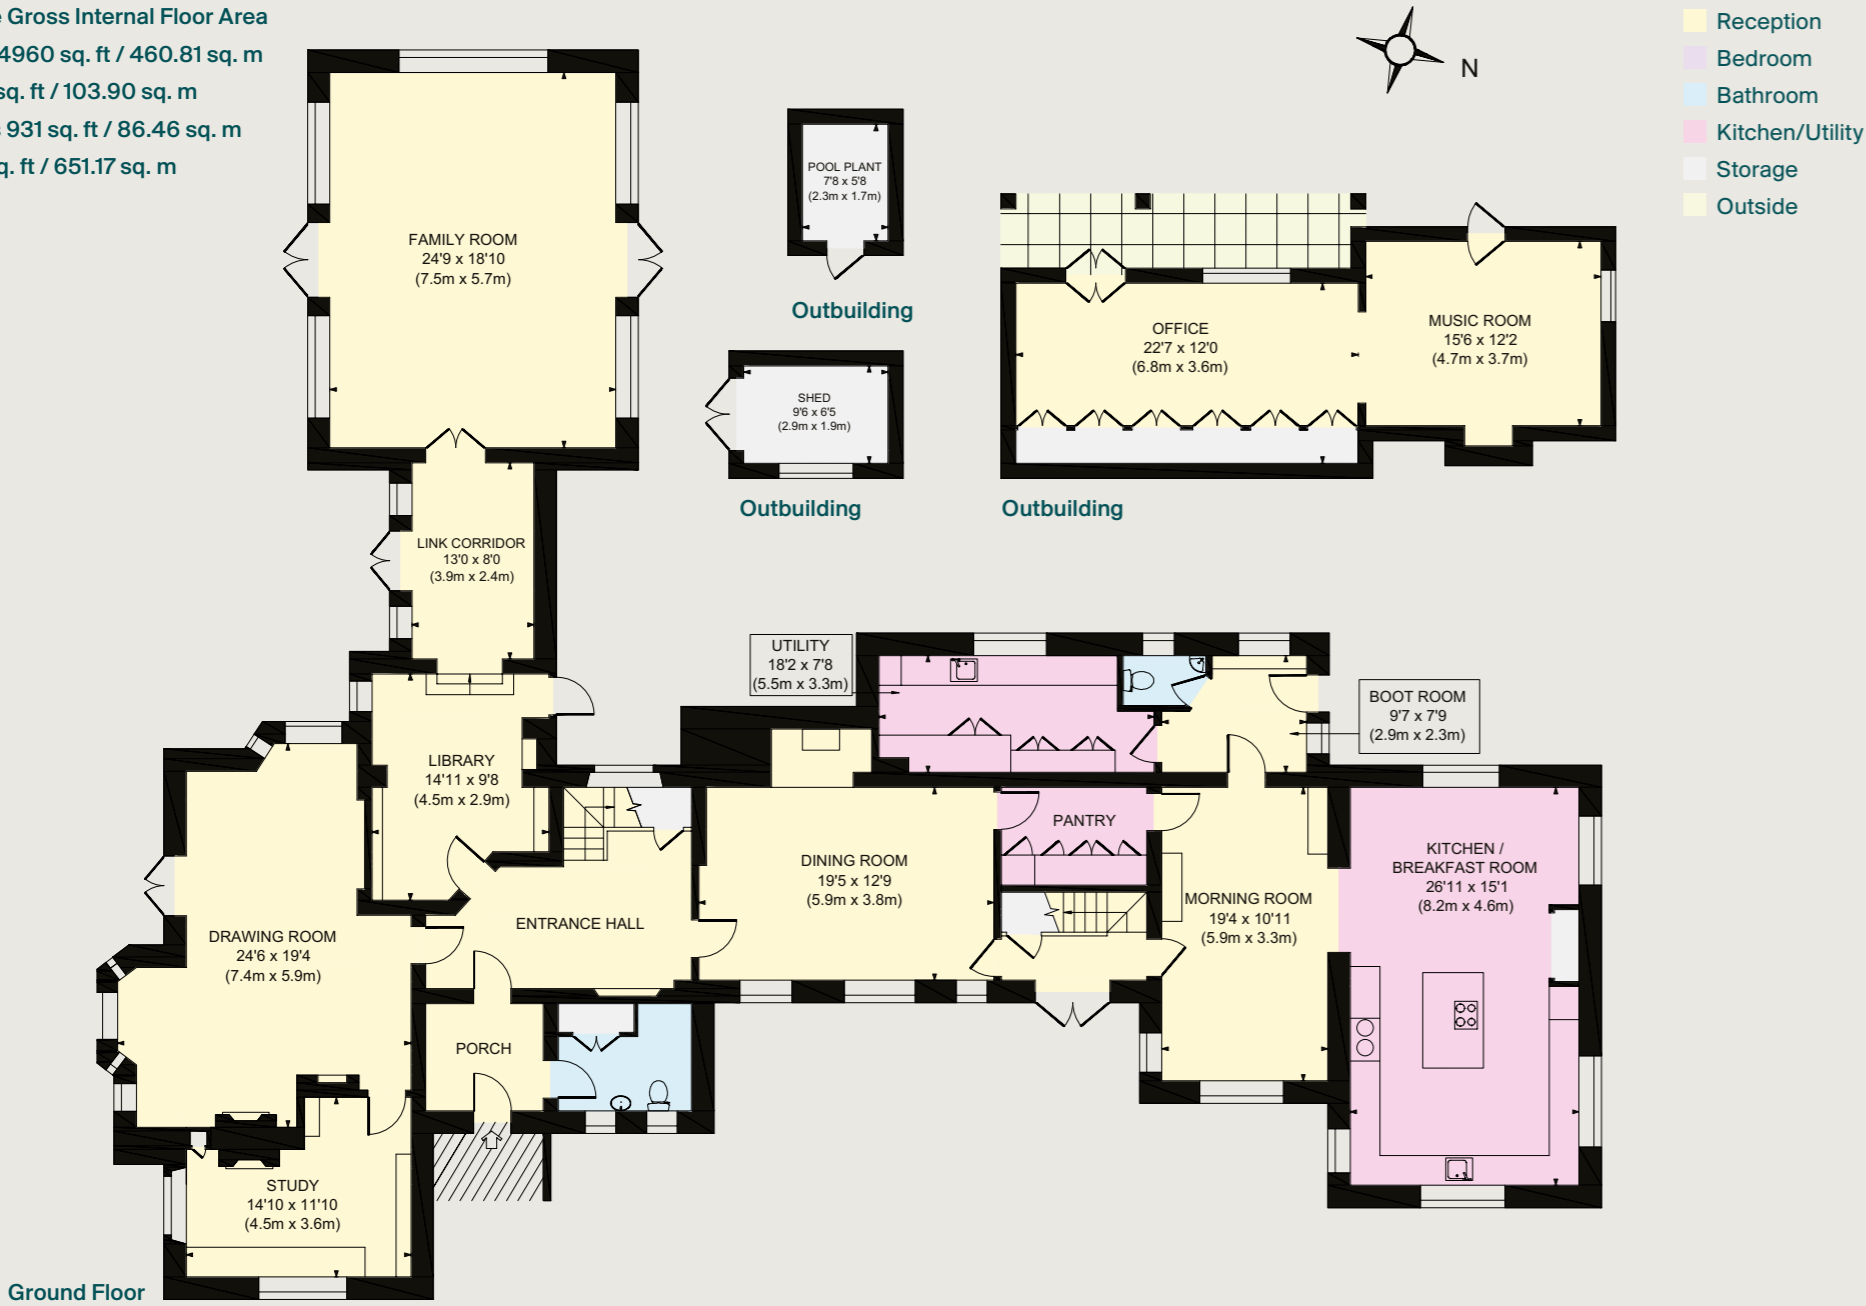 Gross Internal Floor Area
4960 sq. ft / 460.81 sq. m
sq. ft / 103.90 sq. m
931 sq. ft / 86.46 sq. m
. ft / 651.17 sq. m
N
Reception
Bedroom
Bathroom
Kitchen/Utility
Storage
Outside
FAMILY ROOM
24'9 x 18'10
(7.5m x 5.7m)
POOL PLANT
7'8 x 5'8
(2.3m x 1.7m)
Outbuilding
SHED
9'6 x 6'5
(2.9m x 1.9m)
Outbuilding
OFFICE
22'7 x 12'0
(6.8m x 3.6m)
MUSIC ROOM
15'6 x 12'2
(4.7m x 3.7m)
Outbuilding
LINK CORRIDOR
13'0 x 8'0
(3.9m x 2.4m)
UTILITY
18'2 x 7'8
(5.5m x 3.3m)
BOOT ROOM
9'7 x 7'9
(2.9m x 2.3m)
LIBRARY
14'11 x 9'8
(4.5m x 2.9m)
PANTRY
DINING ROOM
19'5 x 12'9
(5.9m x 3.8m)
KITCHEN /
BREAKFAST ROOM
26'11 x 15'1
(8.2m x 4.6m)
MORNING ROOM
19'4 x 10'11
(5.9m x 3.3m)
ENTRANCE HALL
DRAWING ROOM
24'6 x 19'4
(7.4m x 5.9m)
PORCH
STUDY
14'10 x 11'10
(4.5m x 3.6m)
Ground Floor